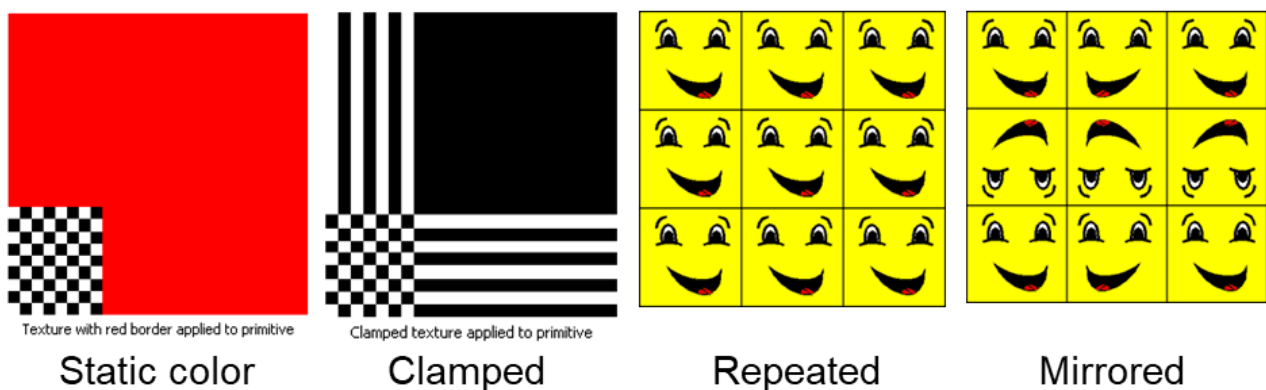 Texture with red border applied to primitive
Clamped texture applied to primitive
Static color
Clamped
Repeated
Mirrored